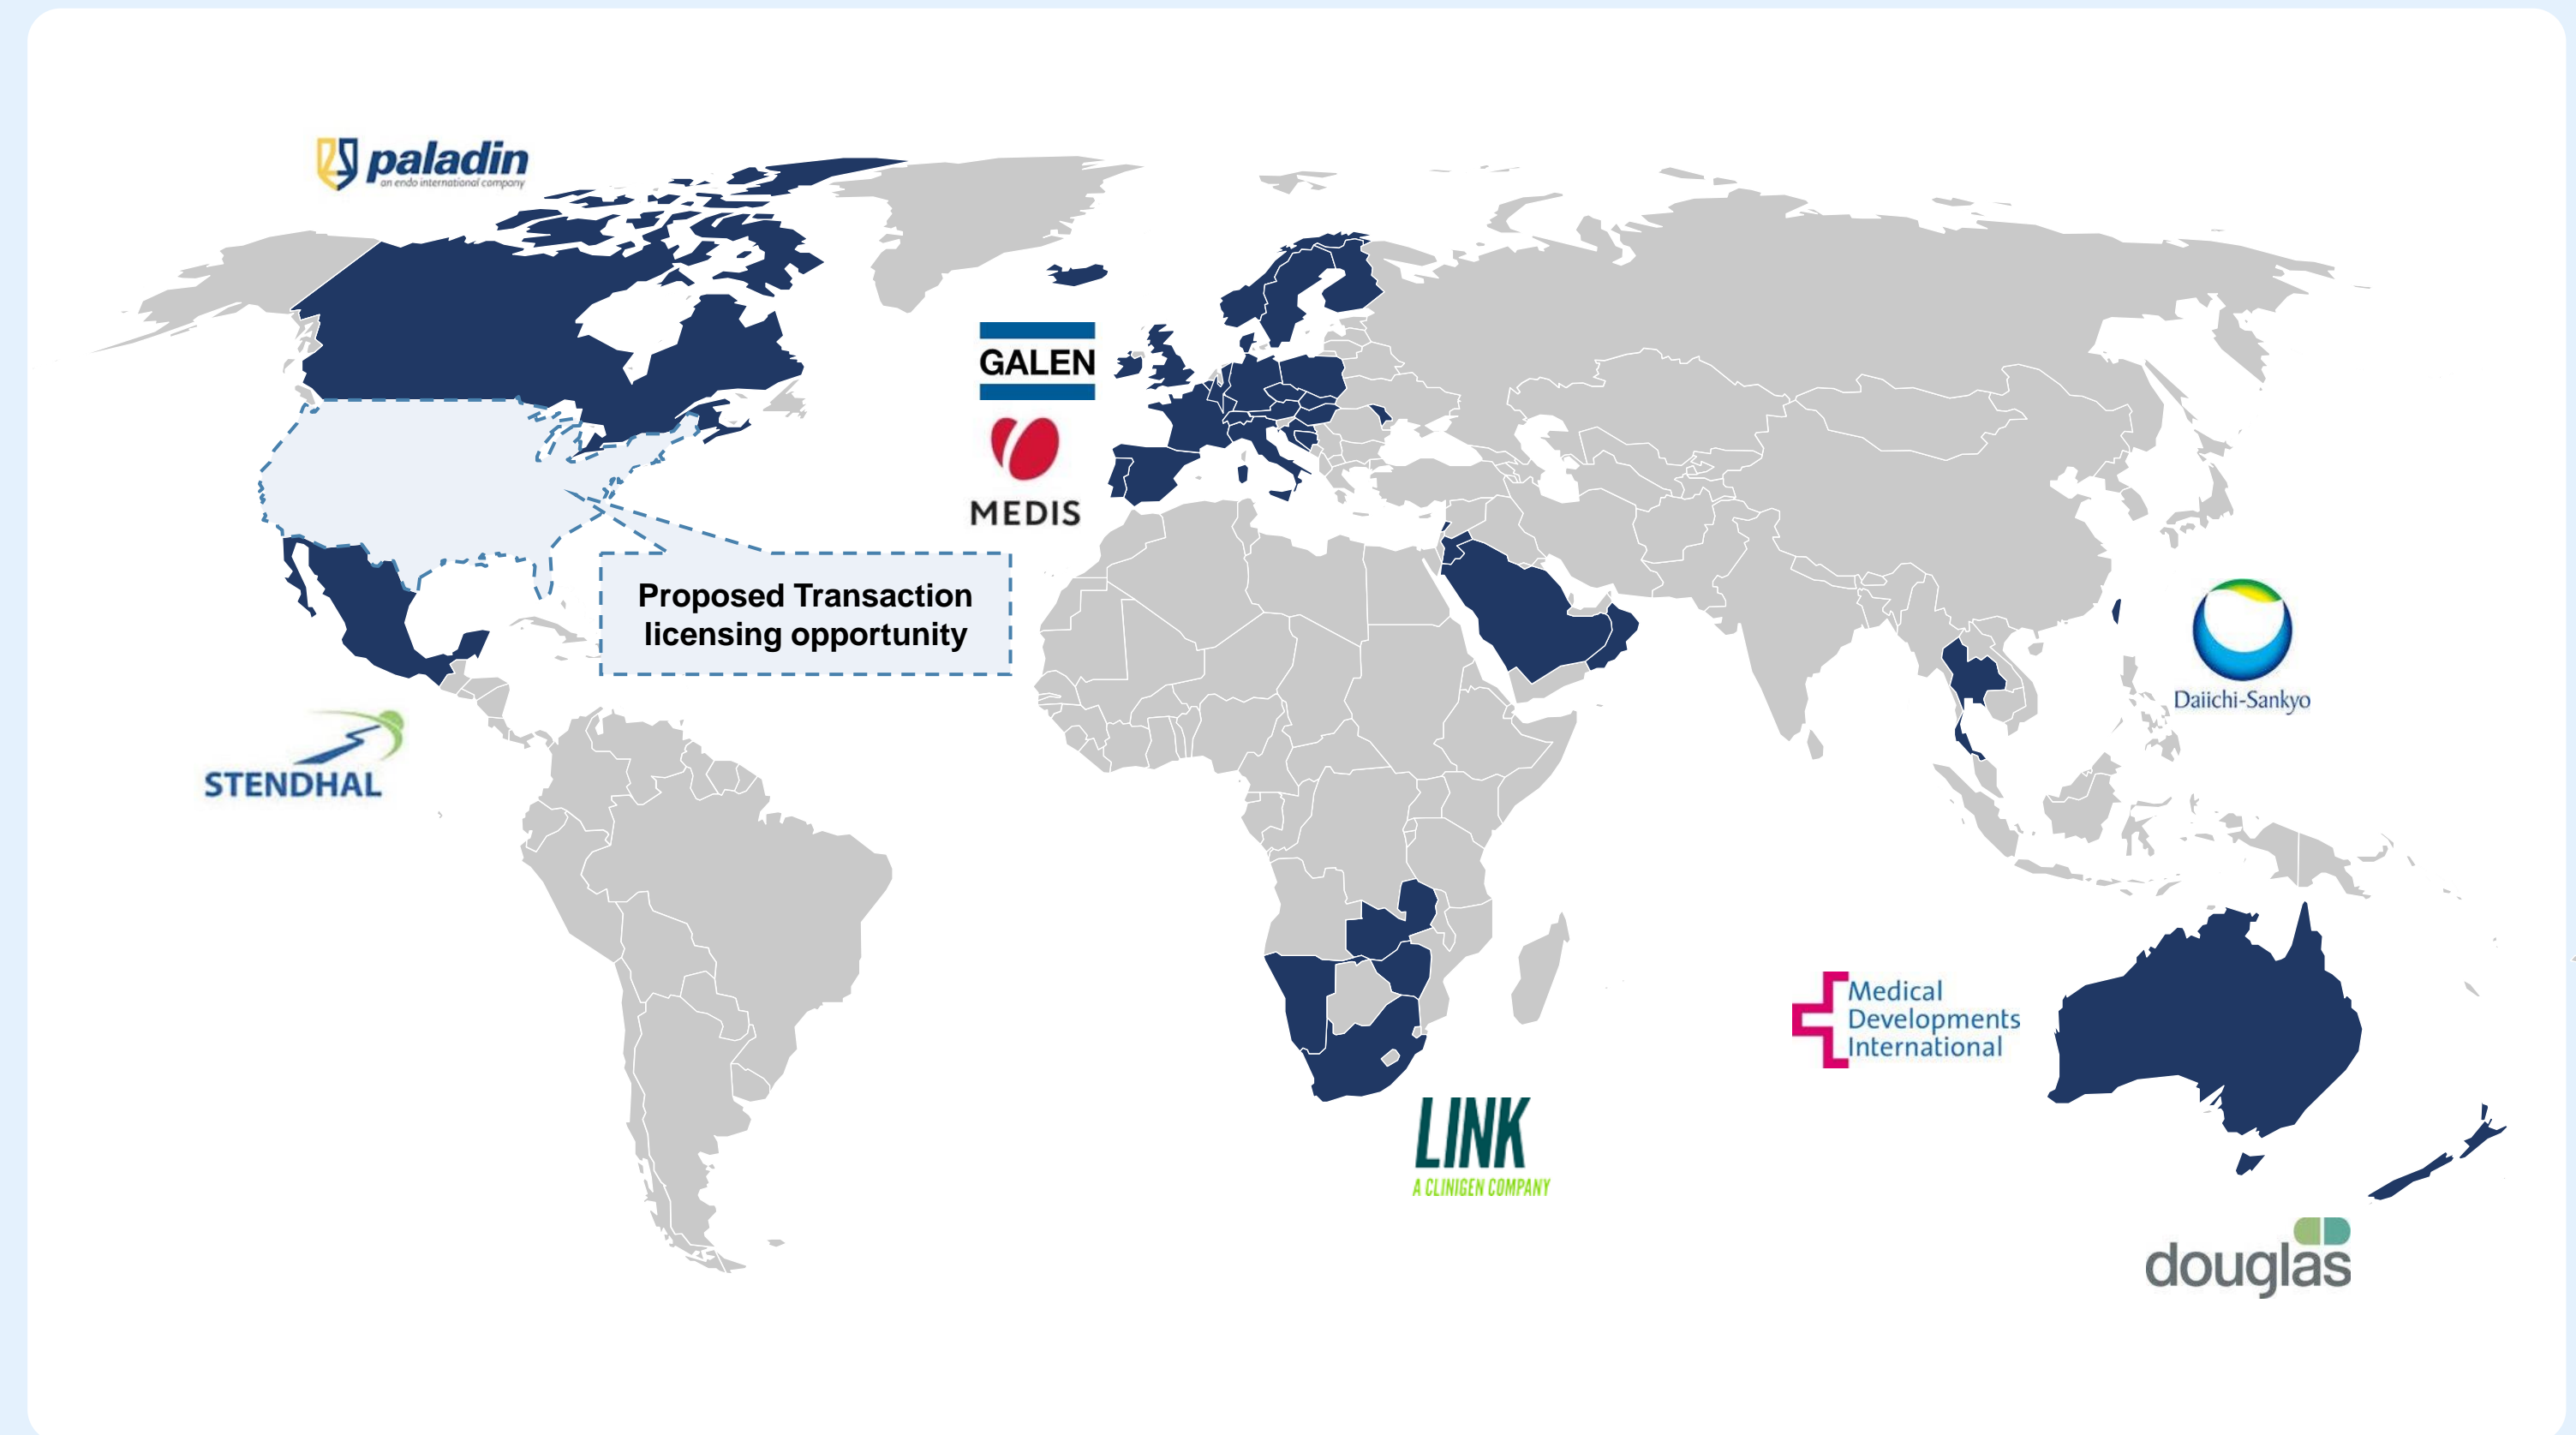 paladin
an endo international company
GALEN
MEDIS
Proposed Transaction
licensing opportunity
STENDHAL
Daiichi-Sankyo
Medical
Developments
International
LINK
A CLINIGEN COMPANY
douglas